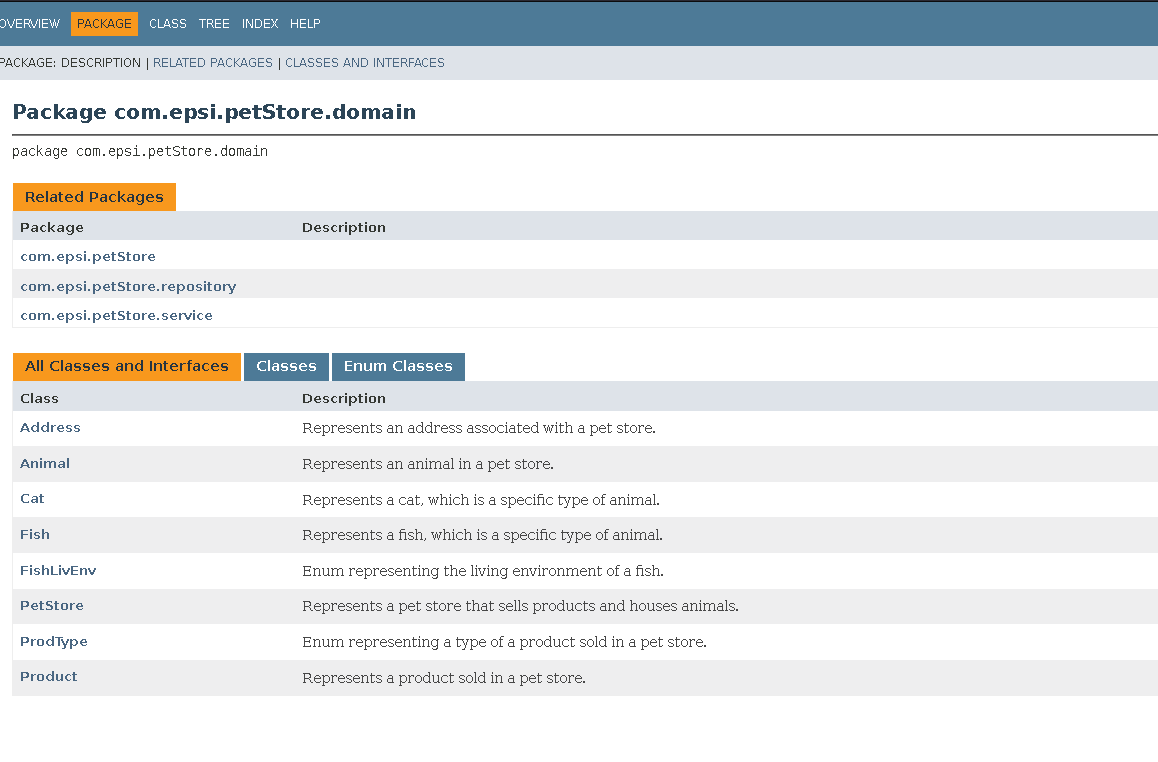 OVERVIEW PACKAGE CLASS TREE INDEX HELP
PACKAGE: DESCRIPTION | RELATED PACKAGES | CLASSES AND INTERFACES
Package com.epsi.petStore.domain
package com.epsi.petStore.domain
Related Packages
Package Description
com.epsi.petStore
com.epsi.petStore.repository
com.epsi.petStore.service
All Classes and Interfaces Classes Enum Classes
Class Description
Address Represents an address associated with a pet store.
Animal Represents an animal in a pet store.
Cat Represents a cat, which is a specific type of animal.
Fish Represents a fish, which is a specific type of animal.
FishLivEnv Enum representing the living environment of a fish.
PetStore Represents a pet store that sells products and houses animals.
ProdType Enum representing a type of a product sold in a pet store.
Product Represents a product sold in a pet store.